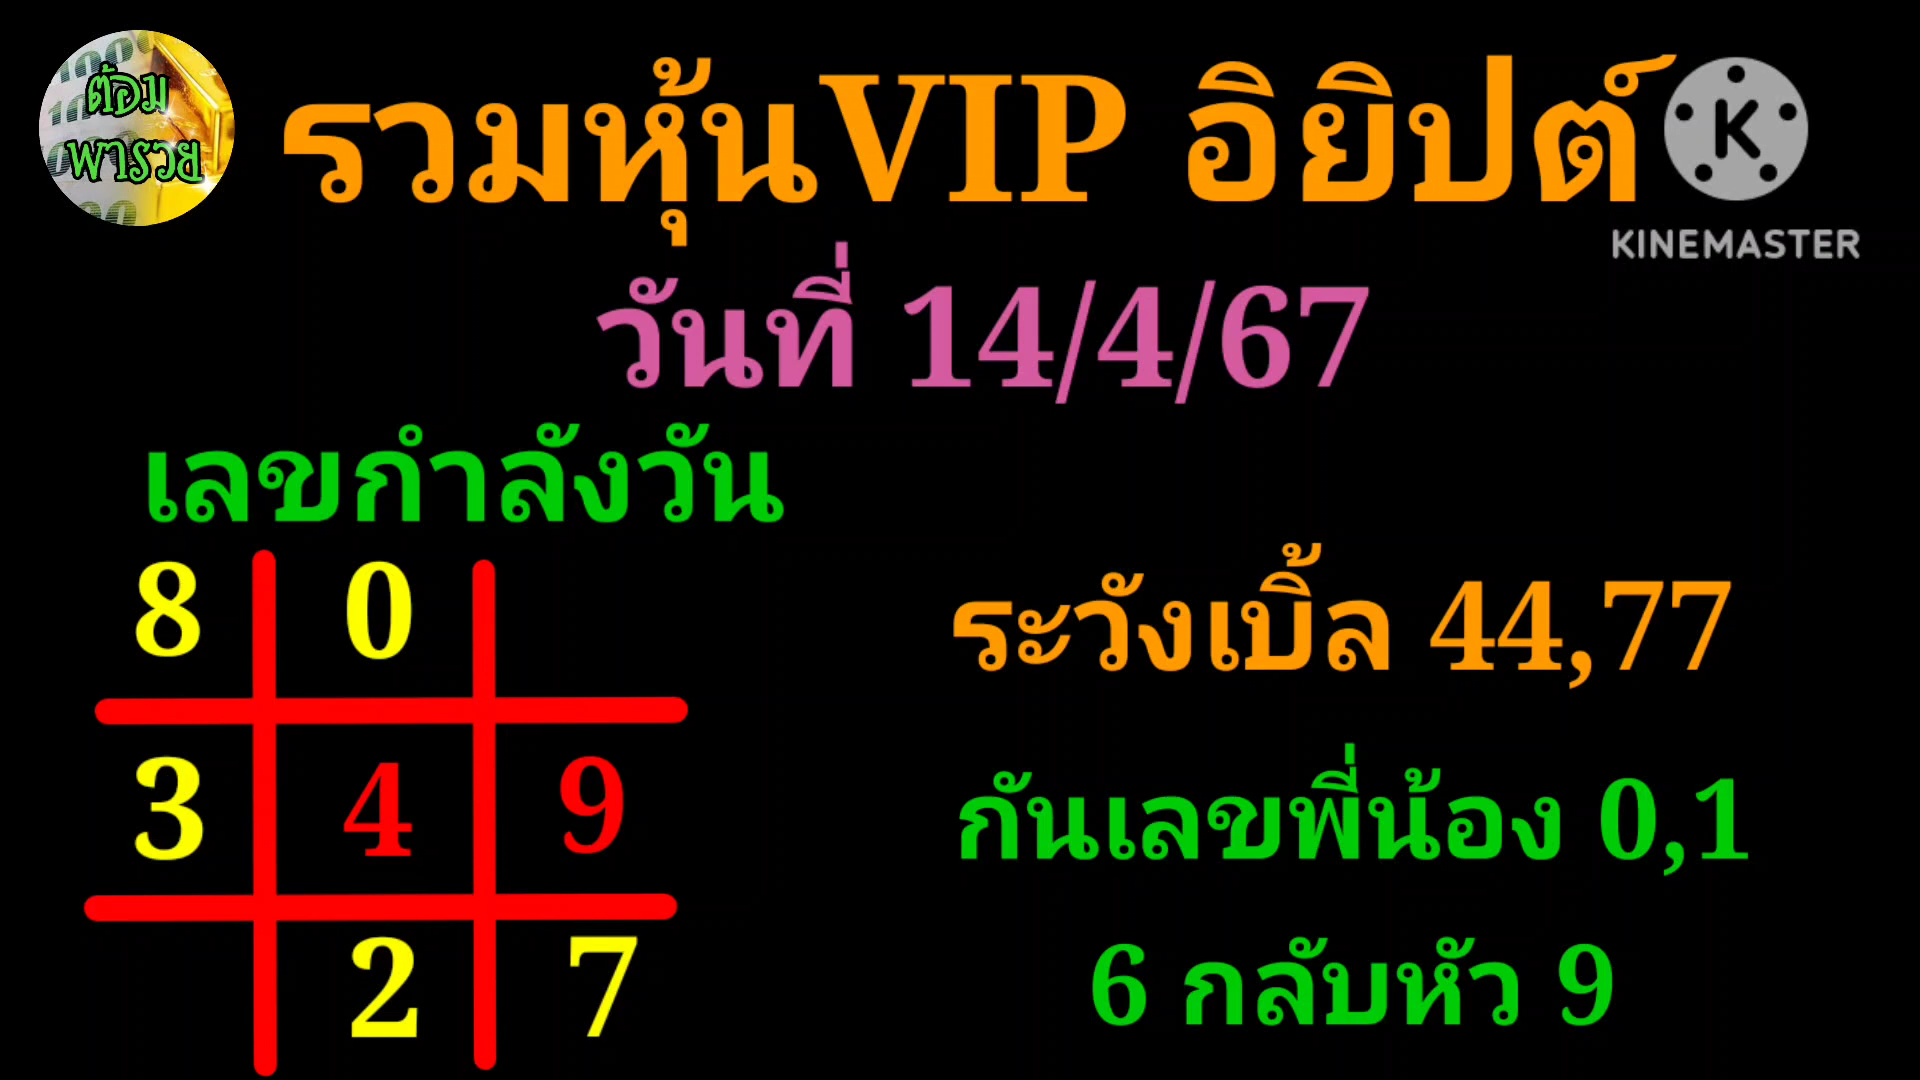 ต้อม
พารวย
รวมหุ้นVIP อิยิปต์
K
KINEMASTER
วันที่ 14/4/67
เลขกำลังวัน
8 0
3 4 9
2 7
ระวังเบิ้ล 44,77
กันเลขพี่น้อง 0,1
6 กลับหัว 9